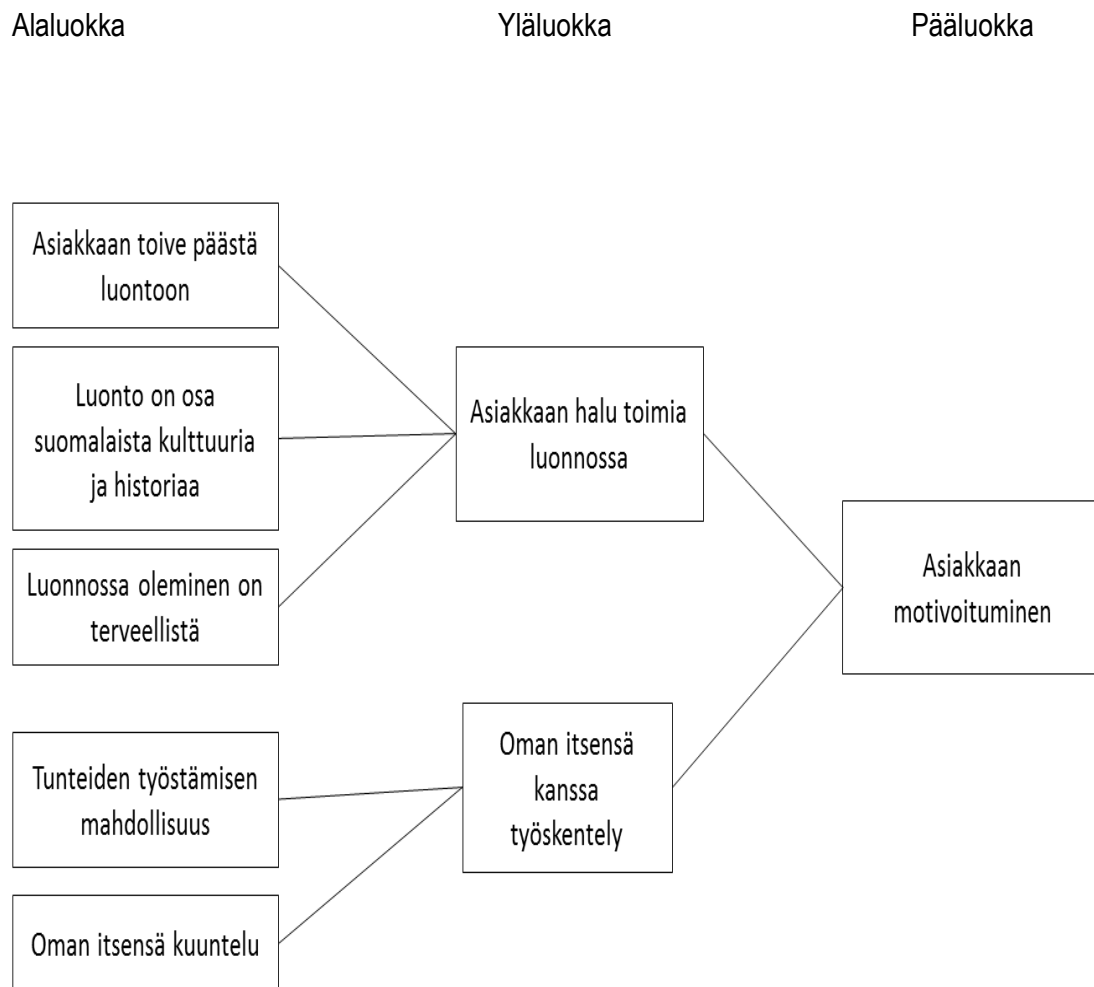 Alaluokka
Yläluokka
Pääluokka
Asiakkaan toive päästä
luontoon
Luonto on osa
suomalaista kulttuuria
ja historiaa
Luonnossa oleminen on
terveellistä
Tunteiden työstämisen
mahdollisuus
Oman itsensä kuuntelu
Asiakkaan halu toimia
luonnossa
Oman itsensä
kanssa
työskentely
Asiakkaan
motivoituminen